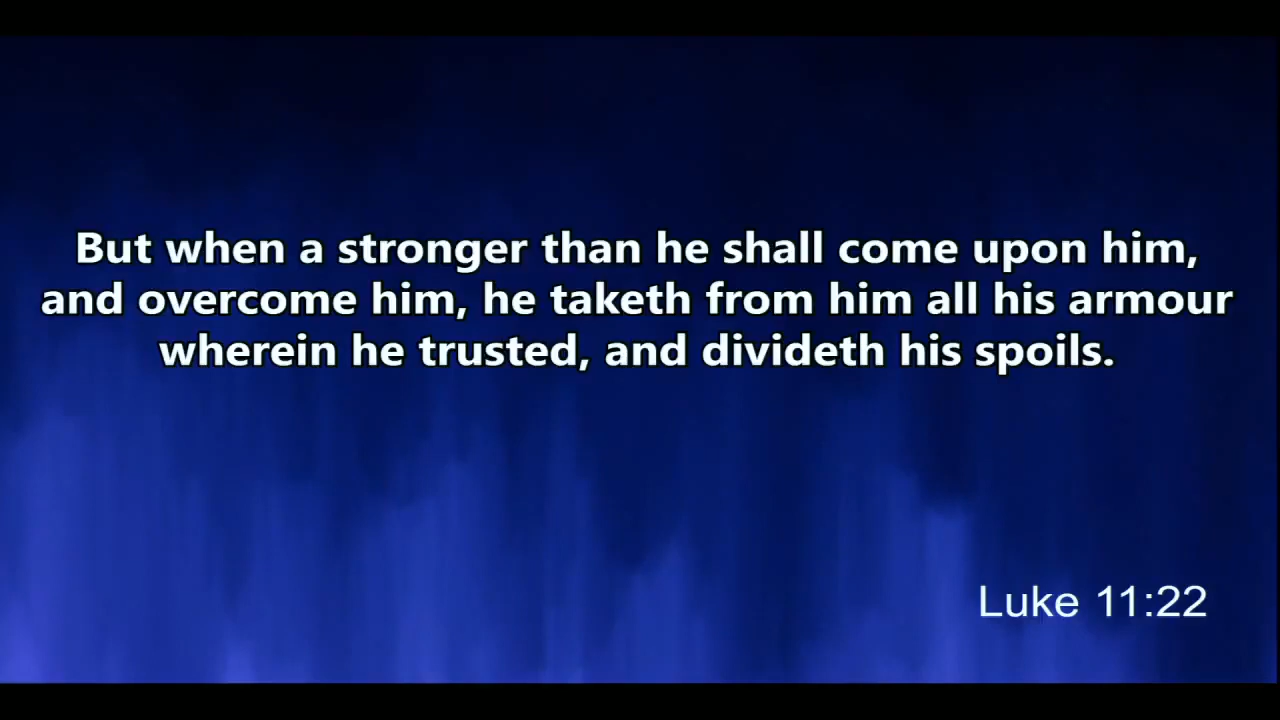 But when a stronger than he shall come upon him,
and overcome him, he taketh from him all his armour
wherein he trusted, and divideth his spoils.
Luke 11:22